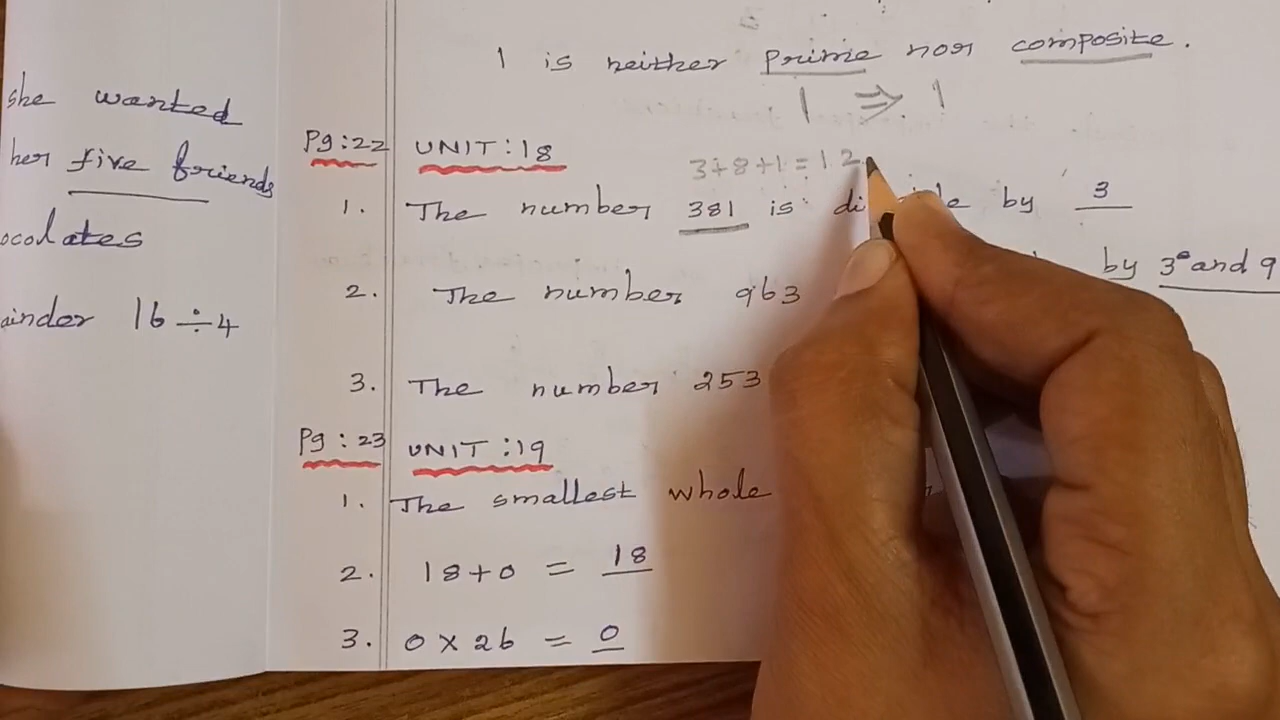 she wanted
her five friends
ocolates
ainder 16 ÷ 4
1 is neither prime nor composite.
1 ⇒ 1
Pg:22 UNIT:18
3+8+1=12
1. The number 381 is by 3
2. The number 963 by 3 and 9
3. The number 253
Pg:23 UNIT:19
1. The smallest whole
2. 18+0 = 18
3. 0 x 26 = 0